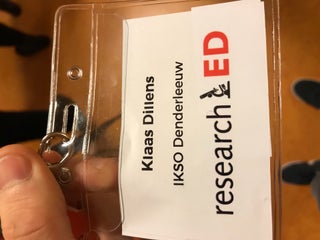 Klaas Dillens
IKSO Denderleeuw
researchED